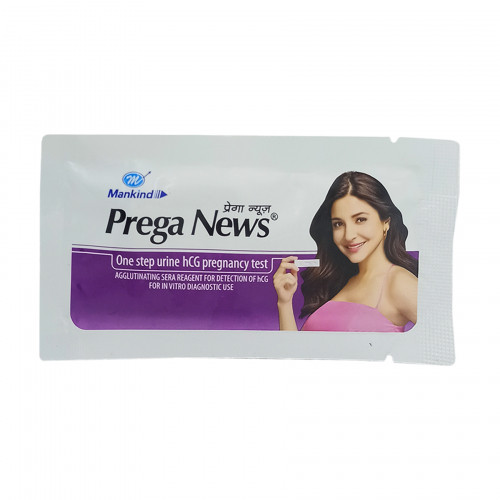 m
Mankind
प्रेगा न्यूज़
Prega News®
One step urine hCG pregnancy test
AGGLUTINATING SERA REAGENT FOR DETECTION OF hCG
FOR IN VITRO DIAGNOSTIC USE